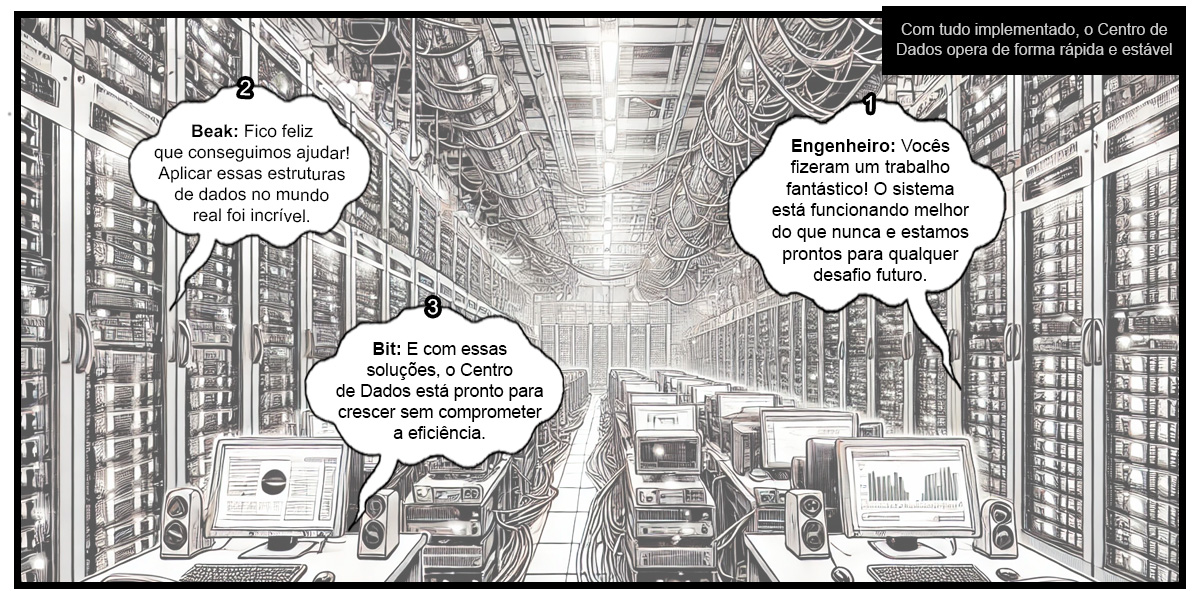 Com tudo implementado, o Centro de
Dados opera de forma rápida e estável
1
Engenheiro: Vocês
fizeram um trabalho
fantástico! O sistema
está funcionando melhor
do que nunca e estamos
prontos para qualquer
desafio futuro.
2
Beak: Fico feliz
que conseguimos ajudar!
Aplicar essas estruturas
de dados no mundo
real foi incrível.
3
Bit: E com essas
soluções, o Centro
de Dados está pronto para
crescer sem comprometer
a eficiência.